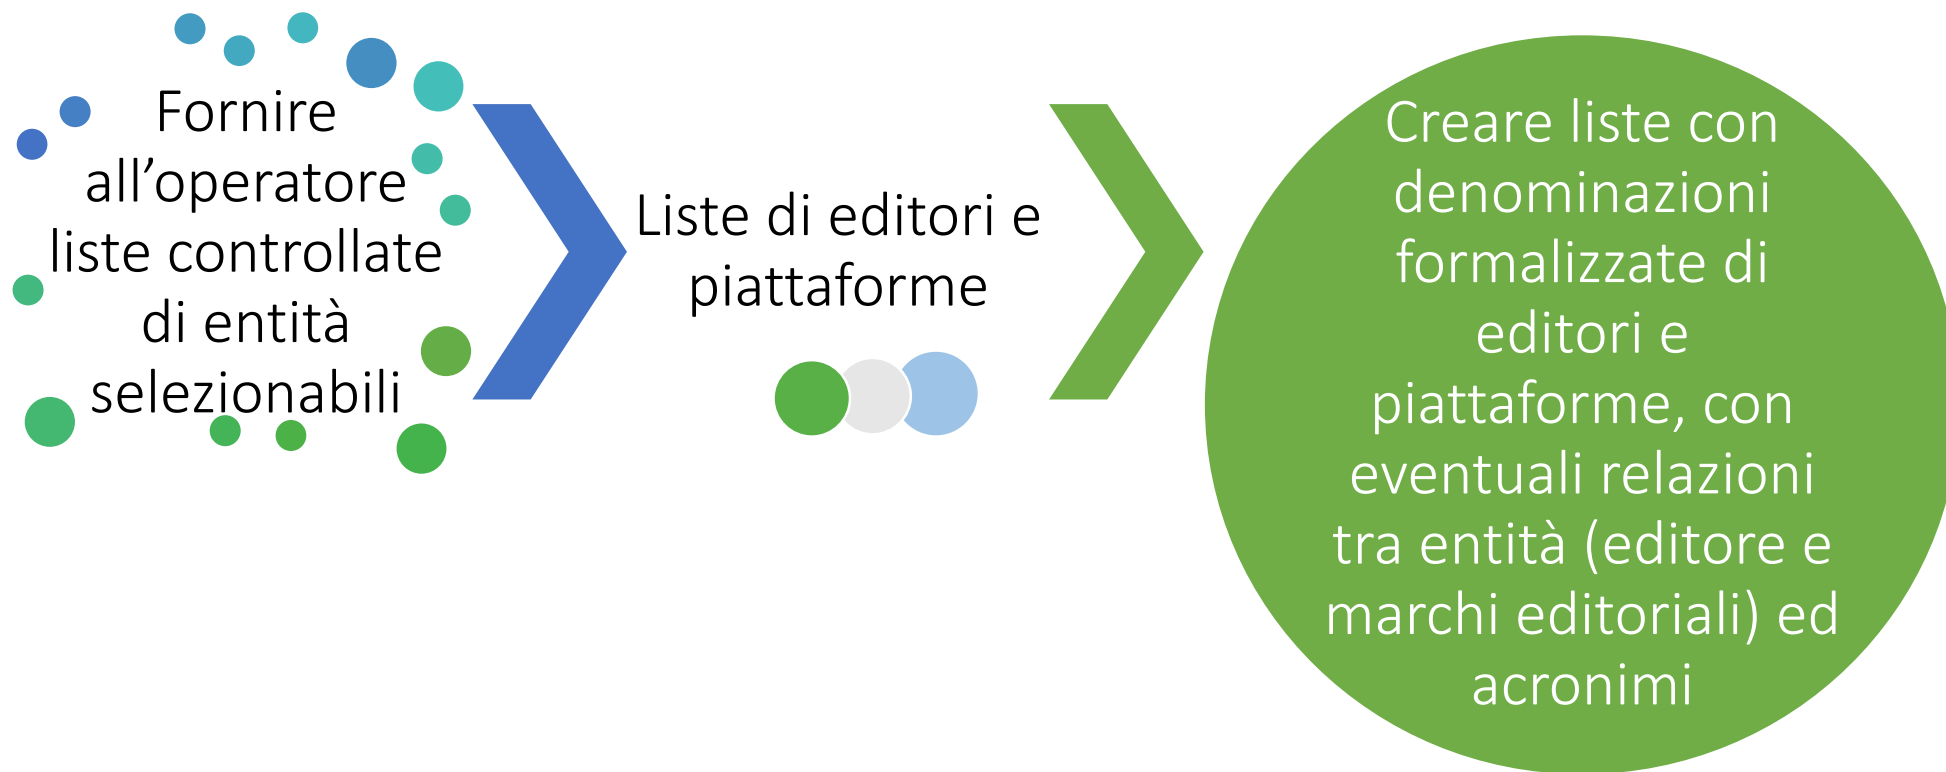 Fornire
all’operatore
liste controllate
di entità
selezionabili
Liste di editori e
piattaforme
Creare liste con
denominazioni
formalizzate di
editori e
piattaforme, con
eventuali relazioni
tra entità (editore e
marchi editoriali) ed
acronimi